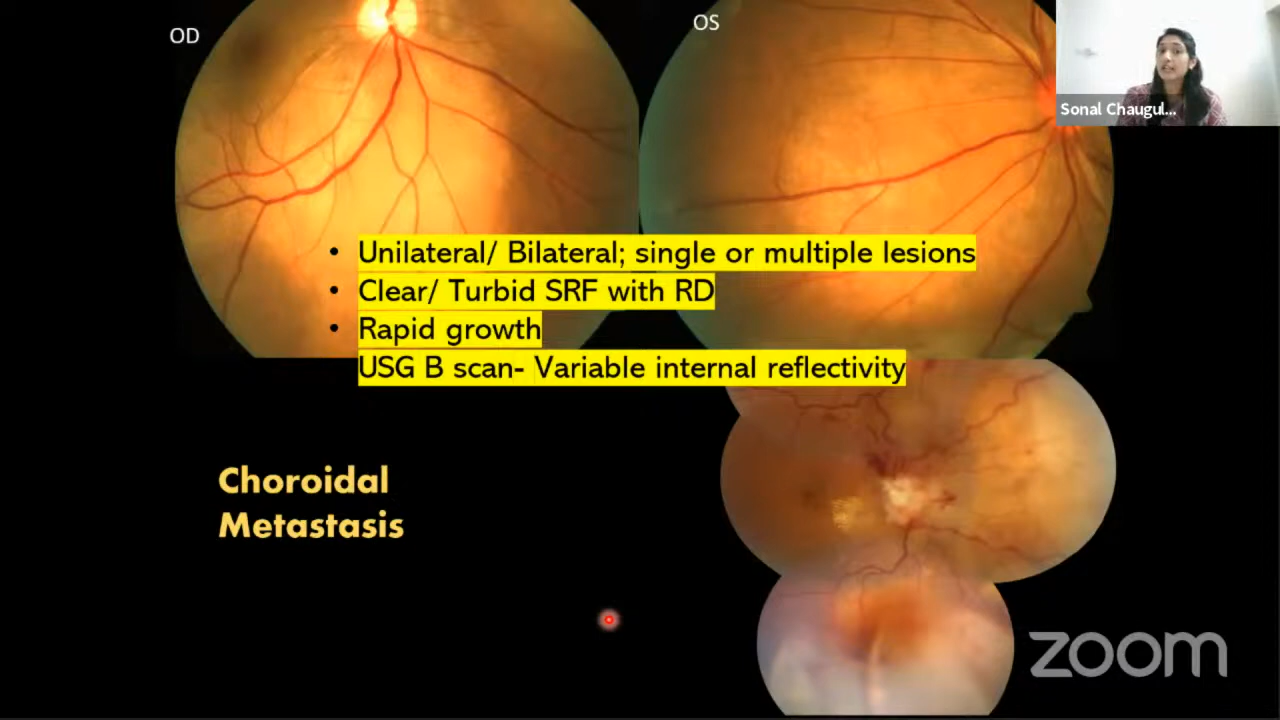 OD
OS
Sonal Chaugul...
• Unilateral/ Bilateral; single or multiple lesions
• Clear/ Turbid SRF with RD
• Rapid growth
USG B scan- Variable internal reflectivity
Choroidal
Metastasis
zoom